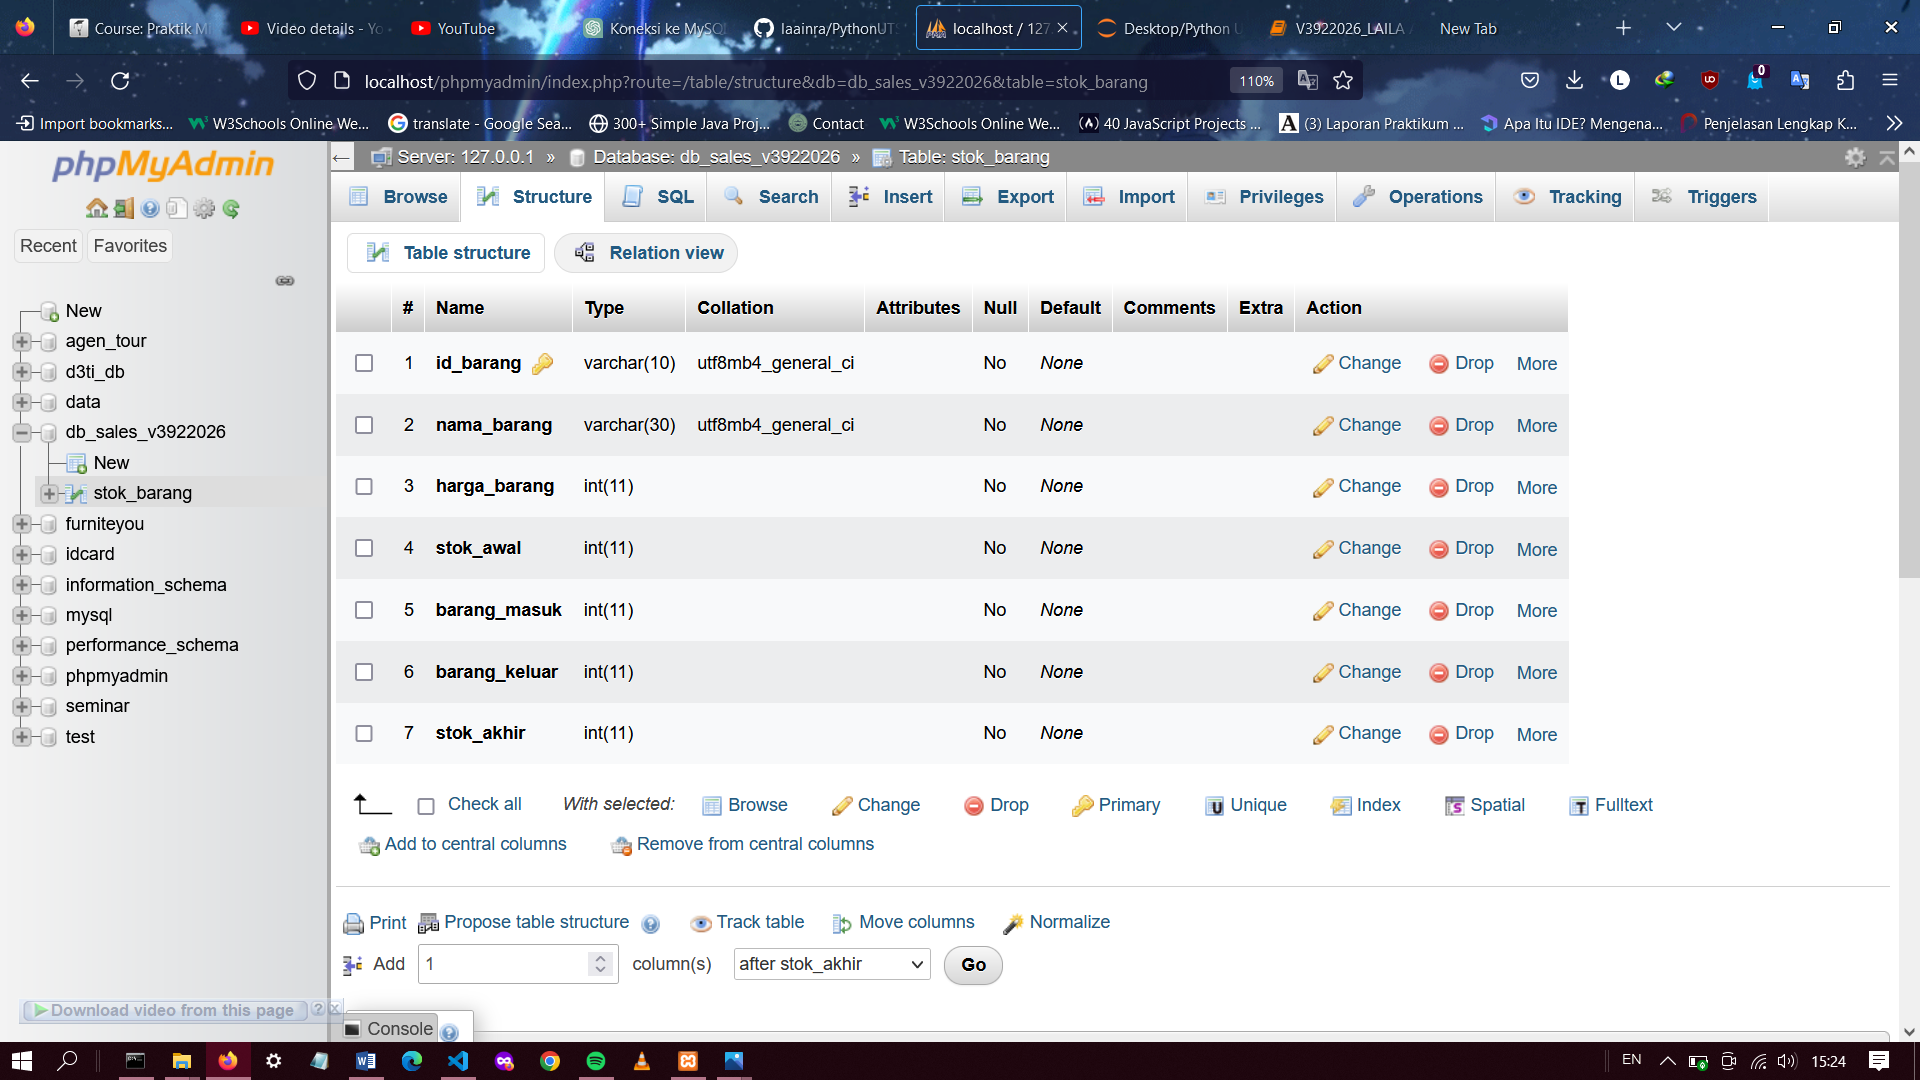 Course: Praktik M
Video details - Yo
YouTube
Koneksi ke MySQ
laainra/PythonUTS
localhost / 127.
Desktop/Python U
V3922026_LAILA
New Tab
localhost/phpmyadmin/index.php?route=/table/structure&db=db_sales_v3922026&table=stok_barang
110%
L
0
Import bookmarks...
W3Schools Online We...
translate - Google Sea...
300+ Simple Java Proj...
Contact
W3Schools Online We...
40 JavaScript Projects ...
(3) Laporan Praktikum ...
Apa Itu IDE? Mengena...
Penjelasan Lengkap K...
phpMyAdmin
Recent
Favorites
New
agen_tour
d3ti_db
data
db_sales_v3922026
New
stok_barang
furniteyou
idcard
information_schema
mysql
performance_schema
phpmyadmin
seminar
test
Download video from this page ? x
Server: 127.0.0.1 » Database: db_sales_v3922026 » Table: stok_barang
Browse Structure SQL Search Insert Export Import Privileges Operations Tracking Triggers
Table structure Relation view
# Name Type Collation Attributes Null Default Comments Extra Action
1 id_barang varchar(10) utf8mb4_general_ci No None Change Drop More
2 nama_barang varchar(30) utf8mb4_general_ci No None Change Drop More
3 harga_barang int(11) No None Change Drop More
4 stok_awal int(11) No None Change Drop More
5 barang_masuk int(11) No None Change Drop More
6 barang_keluar int(11) No None Change Drop More
7 stok_akhir int(11) No None Change Drop More
Check all With selected: Browse Change Drop Primary Unique Index Spatial Fulltext
Add to central columns Remove from central columns
Print Propose table structure Track table Move columns Normalize
Add 1 column(s) after stok_akhir Go
Console
EN 15:24